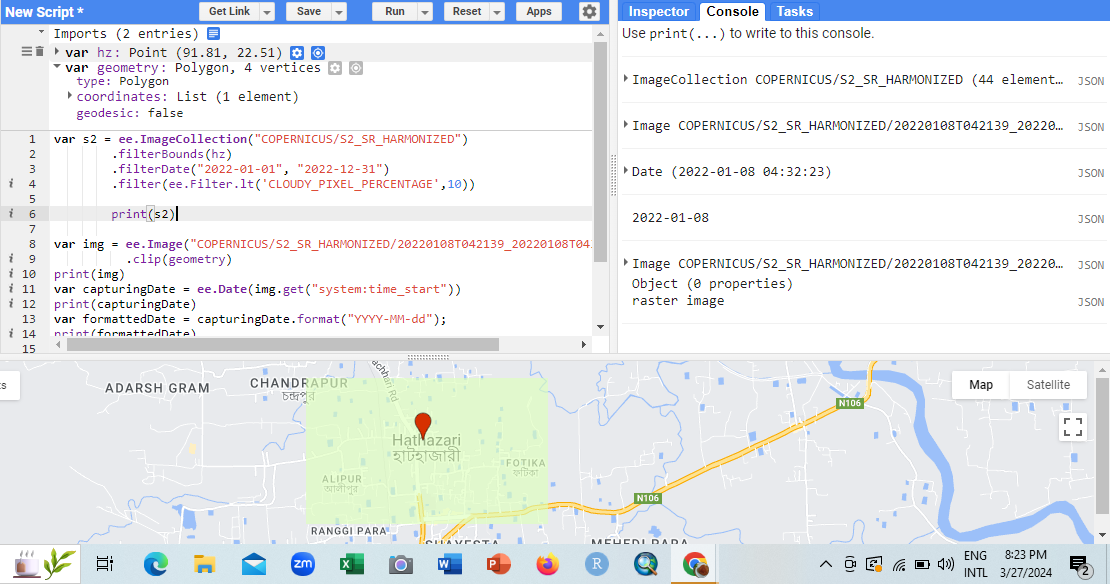 New Script *
Get Link
Save
Run
Reset
Apps
Inspector
Console
Tasks
Imports (2 entries)
var hz: Point (91.81, 22.51)
var geometry: Polygon, 4 vertices
type: Polygon
coordinates: List (1 element)
geodesic: false
1 var s2 = ee.ImageCollection("COPERNICUS/S2_SR_HARMONIZED")
2 .filterBounds(hz)
3 .filterDate("2022-01-01", "2022-12-31")
i 4 .filter(ee.Filter.lt('CLOUDY_PIXEL_PERCENTAGE',10))
5
i 6 print(s2)
7
8 var img = ee.Image("COPERNICUS/S2_SR_HARMONIZED/20220108T042139_20220108T04
i 9 .clip(geometry)
i 10 print(img)
i 11 var capturingDate = ee.Date(img.get("system:time_start"))
i 12 print(capturingDate)
13 var formattedDate = capturingDate.format("YYYY-MM-dd");
i 14 print(formattedDate)
15
Use print(...) to write to this console.
ImageCollection COPERNICUS/S2_SR_HARMONIZED (44 element… JSON
Image COPERNICUS/S2_SR_HARMONIZED/20220108T042139_20220… JSON
Date (2022-01-08 04:32:23) JSON
2022-01-08 JSON
Image COPERNICUS/S2_SR_HARMONIZED/20220108T042139_20220… JSON
Object (0 properties)
raster image JSON
ts
Map
Satellite
ADARSH GRAM
CHANDRAPUR
চন্দ্রপুর
achhari Rd
Hathazari
হাটহাজারী
ALIPUR
আলীপুর
FOTIKA
ফটিকা
RANGGI PARA
SHAYESTA
MEHEDI PARA
N106
N106
ENG
INTL
8:23 PM
3/27/2024
2
zm
X
W
P
R